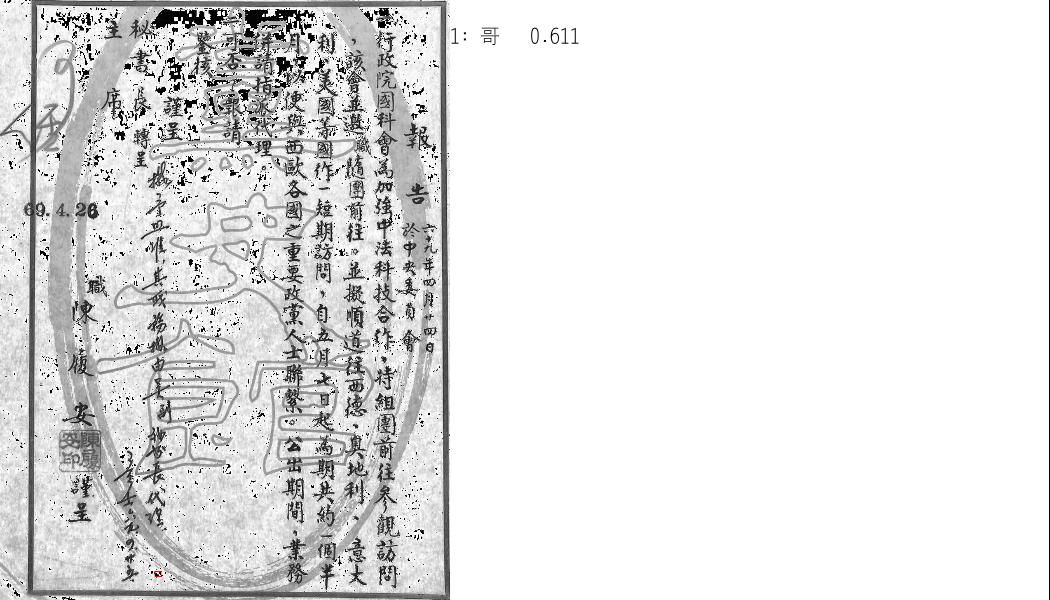 報告
六十九年四月廿四日
於中央委員會
行政院國科會為加強中法科技合作，特組團前往參觀訪問
，該會並邀職隨團前往。並擬順道往西德、奧地利、意大
利、美國等國作一短期訪問，自五月七日起為期共約一個半
月，以便與西歐各國之重要政黨人士聯繫。公出期間，業務
併請指派代理。
可否，報請
鑒核
謹呈
秘書長 轉呈
主席
職 陳履安 謹呈
69.4.26
1: 哥 0.611